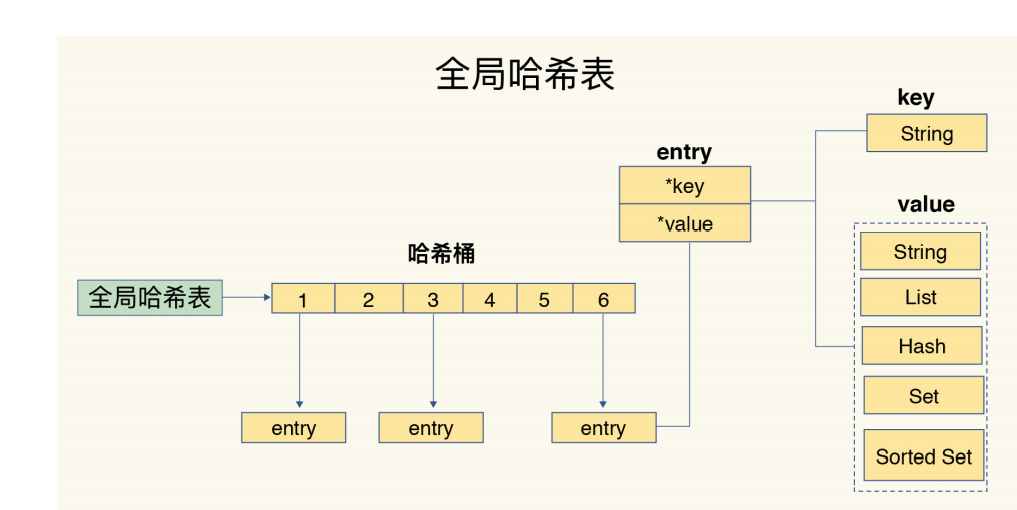 全局哈希表
key
String
entry
*key
*value
value
String
List
Hash
Set
Sorted Set
哈希桶
全局哈希表
1 2 3 4 5 6
entry entry entry